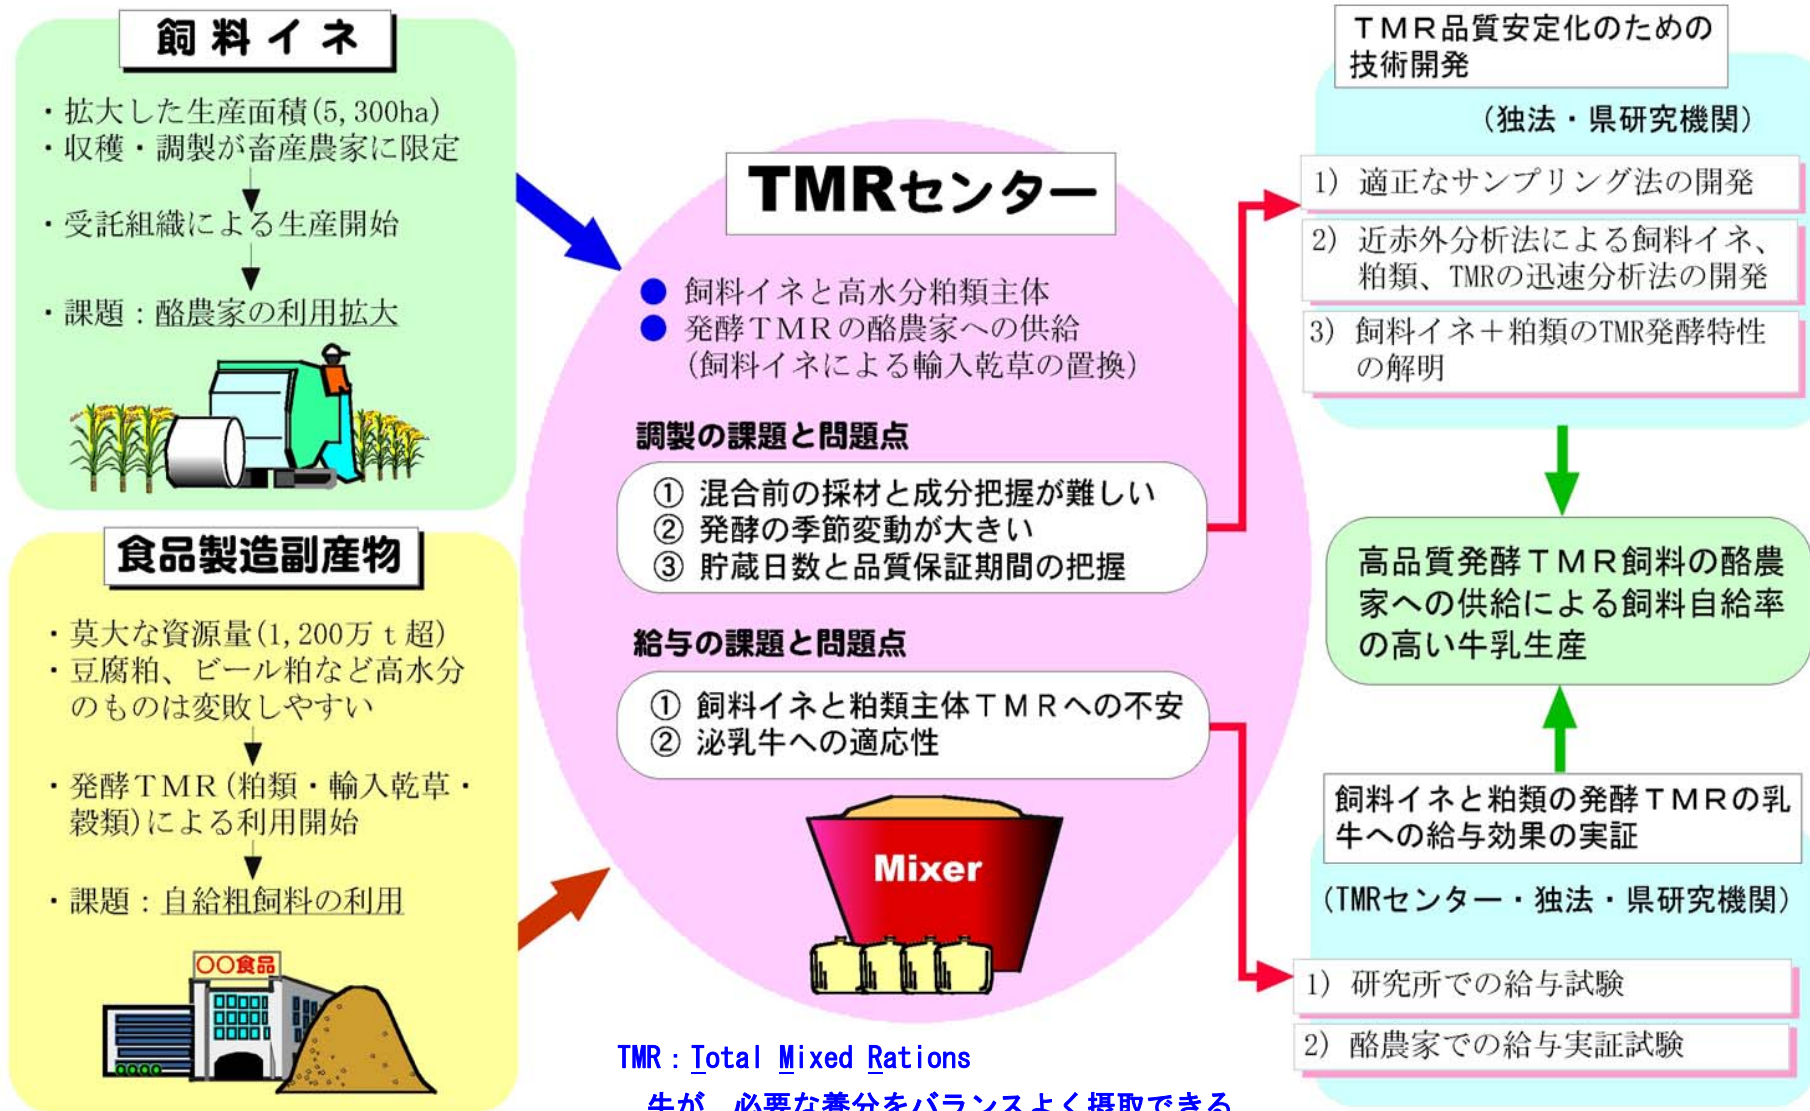 飼料イネ
・拡大した生産面積(5,300ha)
・収穫・調製が畜産農家に限定
・受託組織による生産開始
・課題：酪農家の利用拡大
食品製造副産物
・莫大な資源量(1,200万ｔ超)
・豆腐粕、ビール粕など高水分
のものは変敗しやすい
・発酵ＴＭＲ(粕類・輸入乾草・
穀類)による利用開始
・課題：自給粗飼料の利用
〇〇食品
TMRセンター
● 飼料イネと高水分粕類主体
● 発酵ＴＭＲの酪農家への供給
(飼料イネによる輸入乾草の置換)
調製の課題と問題点
① 混合前の採材と成分把握が難しい
② 発酵の季節変動が大きい
③ 貯蔵日数と品質保証期間の把握
給与の課題と問題点
① 飼料イネと粕類主体ＴＭＲへの不安
② 泌乳牛への適応性
Mixer
TMR：Total Mixed Rations
牛が、必要な養分をバランスよく摂取できる
ＴＭＲ品質安定化のための
技術開発
(独法・県研究機関)
1) 適正なサンプリング法の開発
2) 近赤外分析法による飼料イネ、
粕類、TMRの迅速分析法の開発
3) 飼料イネ＋粕類のTMR発酵特性
の解明
高品質発酵ＴＭＲ飼料の酪農
家への供給による飼料自給率
の高い牛乳生産
飼料イネと粕類の発酵ＴＭＲの乳
牛への給与効果の実証
(TMRセンター・独法・県研究機関)
1) 研究所での給与試験
2) 酪農家での給与実証試験